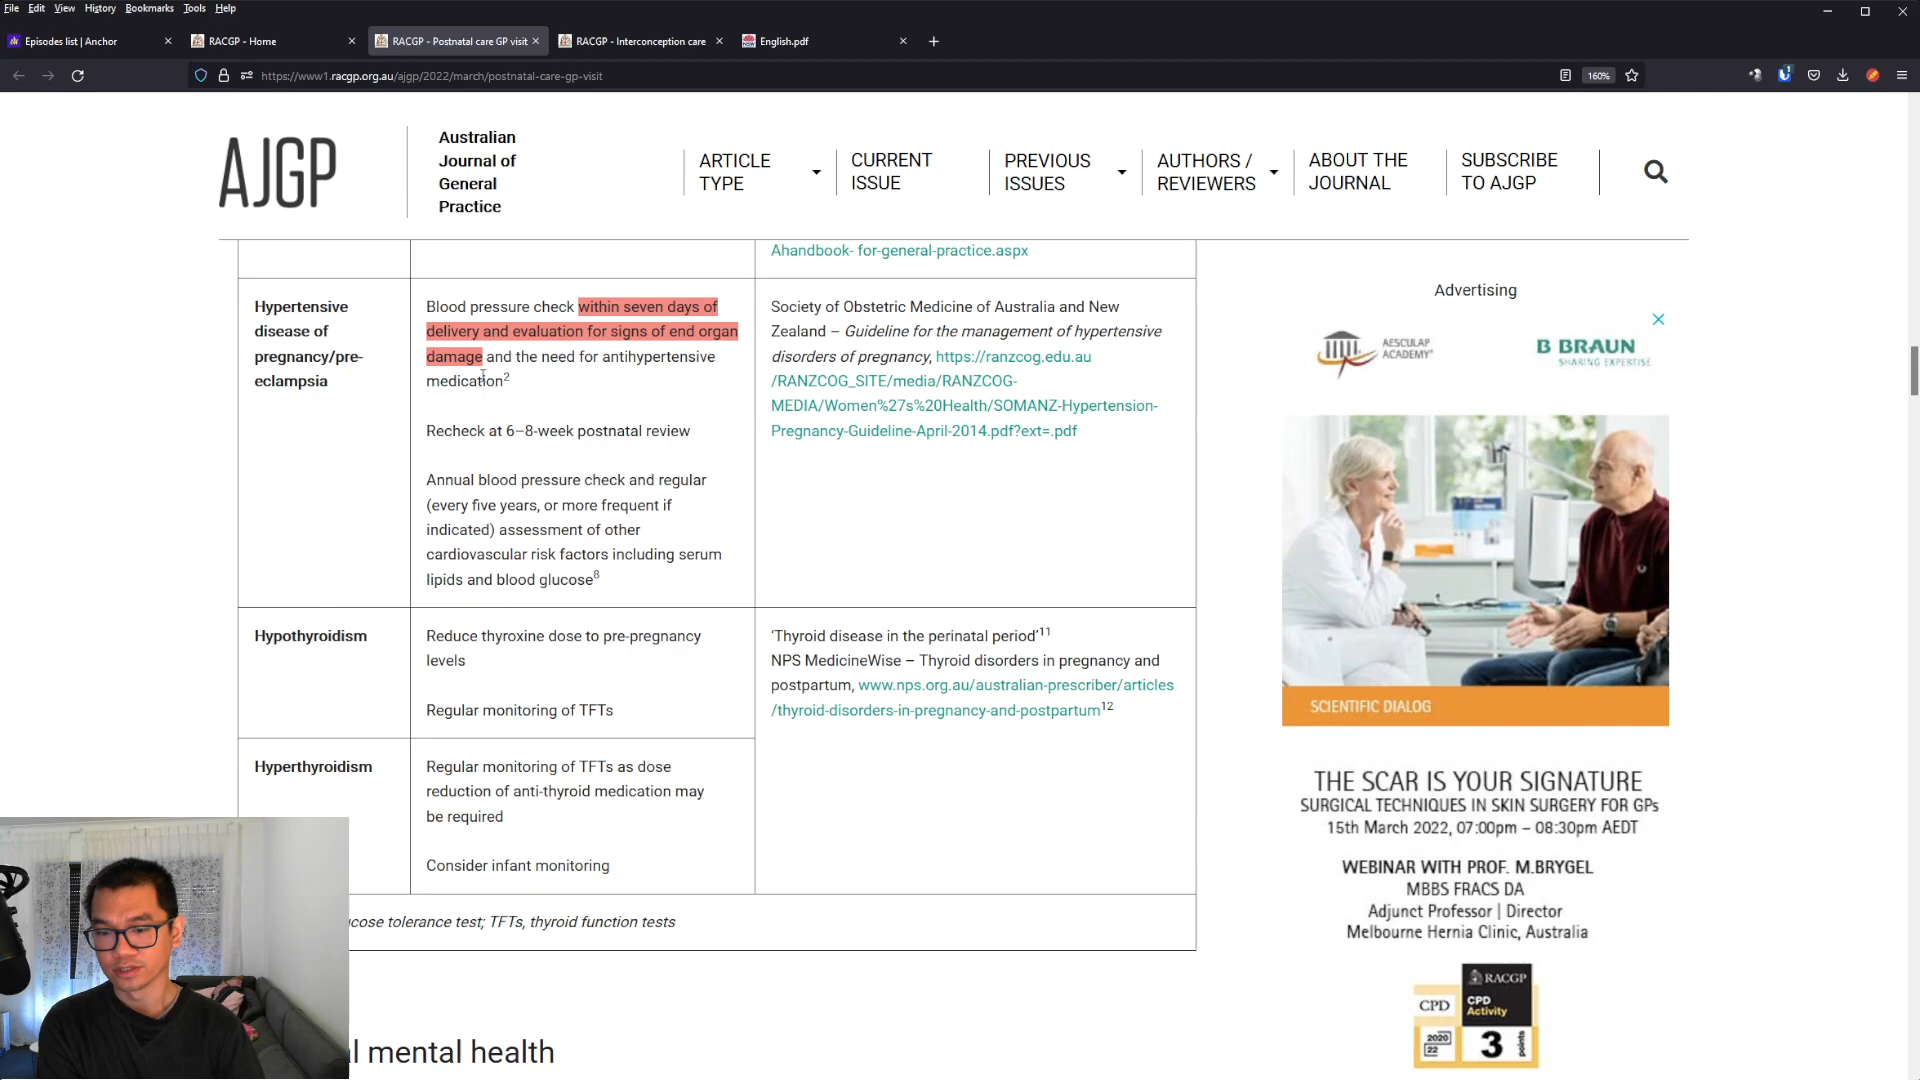 File Edit View History Bookmarks Tools Help
Episodes list | Anchor
RACGP - Home
RACGP - Postnatal care GP visit
RACGP - Interconception care
English.pdf
https://www1.racgp.org.au/ajgp/2022/march/postnatal-care-gp-visit
160%
AJGP
Australian
Journal of
General
Practice
ARTICLE
TYPE
CURRENT
ISSUE
PREVIOUS
ISSUES
AUTHORS /
REVIEWERS
ABOUT THE
JOURNAL
SUBSCRIBE
TO AJGP
Ahandbook- for-general-practice.aspx
Hypertensive
disease of
pregnancy/pre-
eclampsia
Blood pressure check within seven days of
delivery and evaluation for signs of end organ
damage and the need for antihypertensive
medication2
Recheck at 6–8-week postnatal review
Annual blood pressure check and regular
(every five years, or more frequent if
indicated) assessment of other
cardiovascular risk factors including serum
lipids and blood glucose8
Society of Obstetric Medicine of Australia and New
Zealand – Guideline for the management of hypertensive
disorders of pregnancy, https://ranzcog.edu.au
/RANZCOG_SITE/media/RANZCOG-
MEDIA/Women%27s%20Health/SOMANZ-Hypertension-
Pregnancy-Guideline-April-2014.pdf?ext=.pdf
Hypothyroidism
Reduce thyroxine dose to pre-pregnancy
levels
Regular monitoring of TFTs
‘Thyroid disease in the perinatal period’11
NPS MedicineWise – Thyroid disorders in pregnancy and
postpartum, www.nps.org.au/australian-prescriber/articles
/thyroid-disorders-in-pregnancy-and-postpartum12
Hyperthyroidism
Regular monitoring of TFTs as dose
reduction of anti-thyroid medication may
be required
Consider infant monitoring
cose tolerance test; TFTs, thyroid function tests
l mental health
Advertising
AESCULAP
ACADEMY®
B BRAUN
SHARING EXPERTISE
SCIENTIFIC DIALOG
THE SCAR IS YOUR SIGNATURE
SURGICAL TECHNIQUES IN SKIN SURGERY FOR GPs
15th March 2022, 07:00pm – 08:30pm AEDT
WEBINAR WITH PROF. M.BRYGEL
MBBS FRACS DA
Adjunct Professor | Director
Melbourne Hernia Clinic, Australia
RACGP
CPD
CPD
Activity
2020
22
3
points